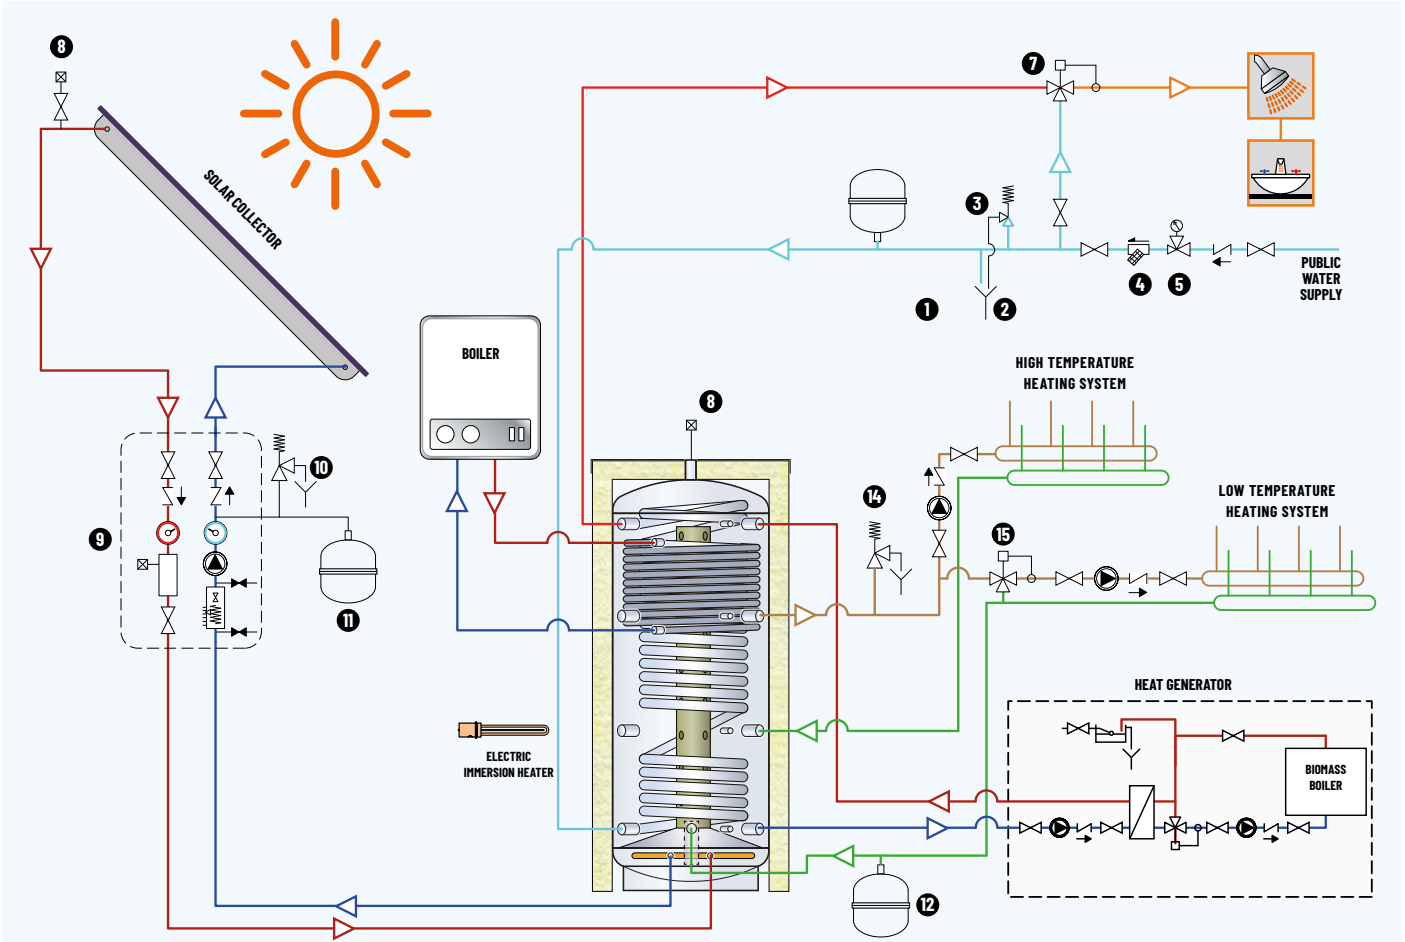 8
7
SOLAR COLLECTOR
3
PUBLIC
WATER
SUPPLY
4
5
1
2
BOILER
HIGH TEMPERATURE
HEATING SYSTEM
8
10
14
LOW TEMPERATURE
HEATING SYSTEM
9
15
11
HEAT GENERATOR
ELECTRIC
IMMERSION HEATER
BIOMASS
BOILER
12